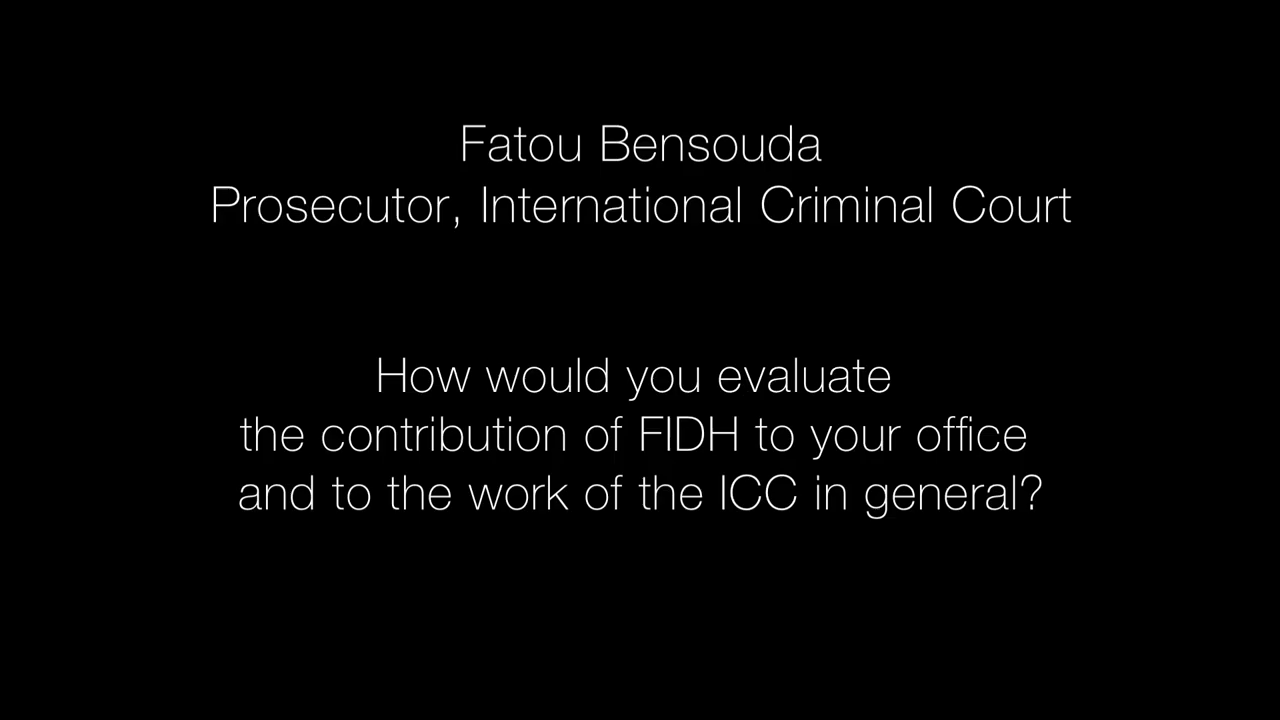 Fatou Bensouda
Prosecutor, International Criminal Court
How would you evaluate
the contribution of FIDH to your office
and to the work of the ICC in general?